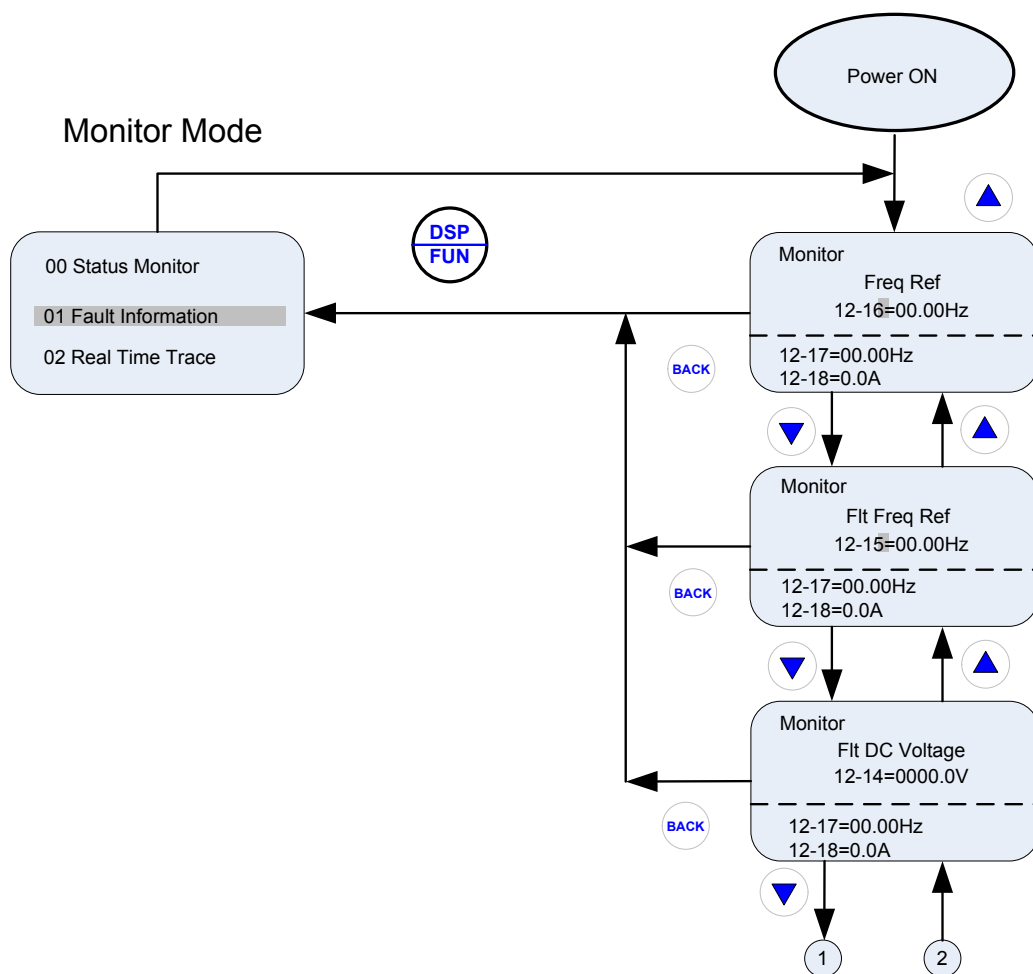 Power ON
Monitor Mode
DSP
FUN
00 Status Monitor
01 Fault Information
02 Real Time Trace
Monitor
Freq Ref
12-16=00.00Hz
12-17=00.00Hz
12-18=0.0A
BACK
Monitor
Flt Freq Ref
12-15=00.00Hz
12-17=00.00Hz
12-18=0.0A
BACK
Monitor
Flt DC Voltage
12-14=0000.0V
12-17=00.00Hz
12-18=0.0A
BACK
1
2